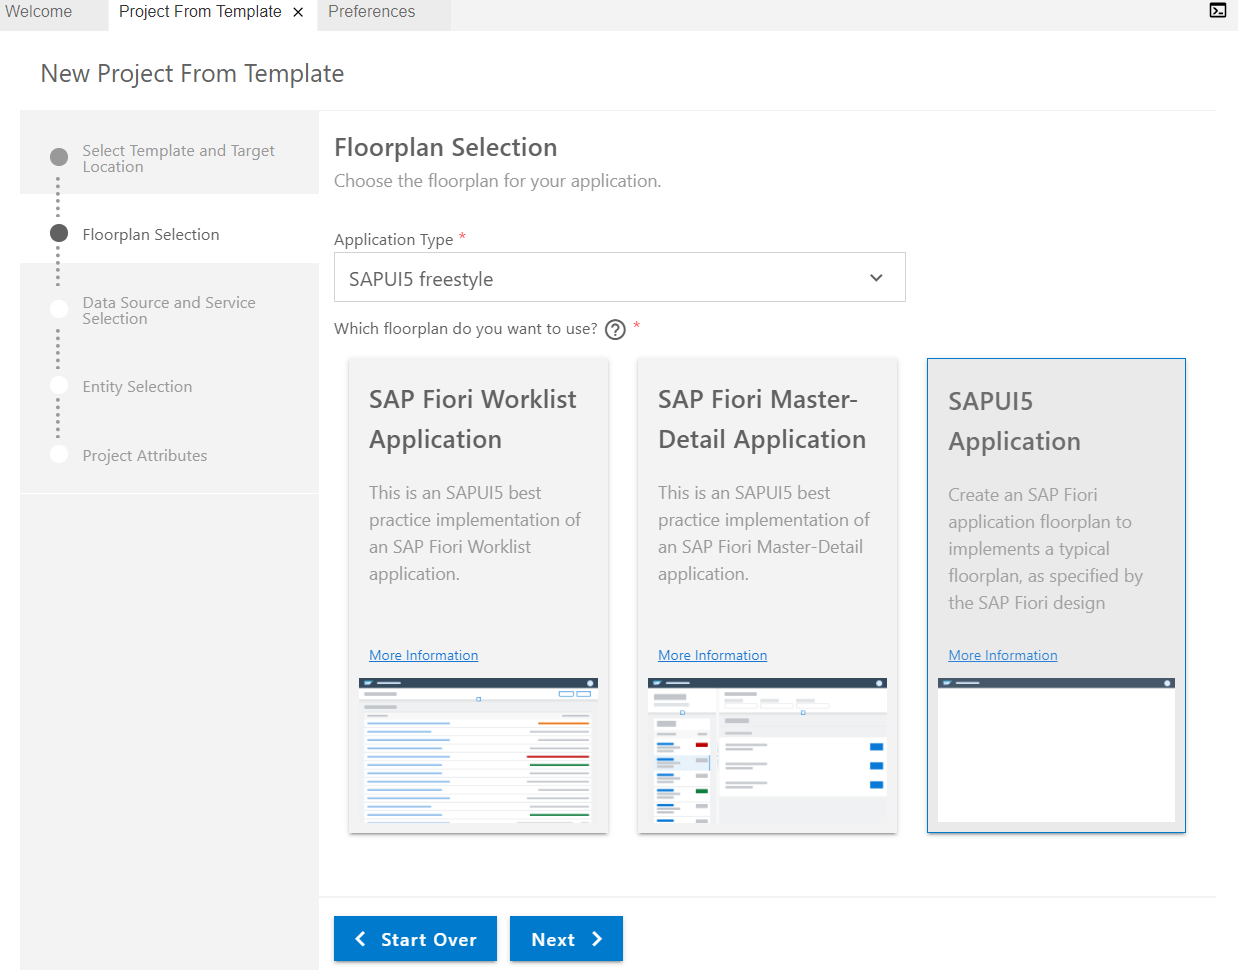 Welcome
Project From Template ×
Preferences
New Project From Template
Select Template and Target
Location
Floorplan Selection
Data Source and Service
Selection
Entity Selection
Project Attributes
Floorplan Selection
Choose the floorplan for your application.
Application Type *
SAPUI5 freestyle
Which floorplan do you want to use? ? *
SAP Fiori Worklist
Application
This is an SAPUI5 best
practice implementation of
an SAP Fiori Worklist
application.
More Information
SAP Fiori Master-
Detail Application
This is an SAPUI5 best
practice implementation of
an SAP Fiori Master-Detail
application.
More Information
SAPUI5
Application
Create an SAP Fiori
application floorplan to
implements a typical
floorplan, as specified by
the SAP Fiori design
More Information
Start Over
Next